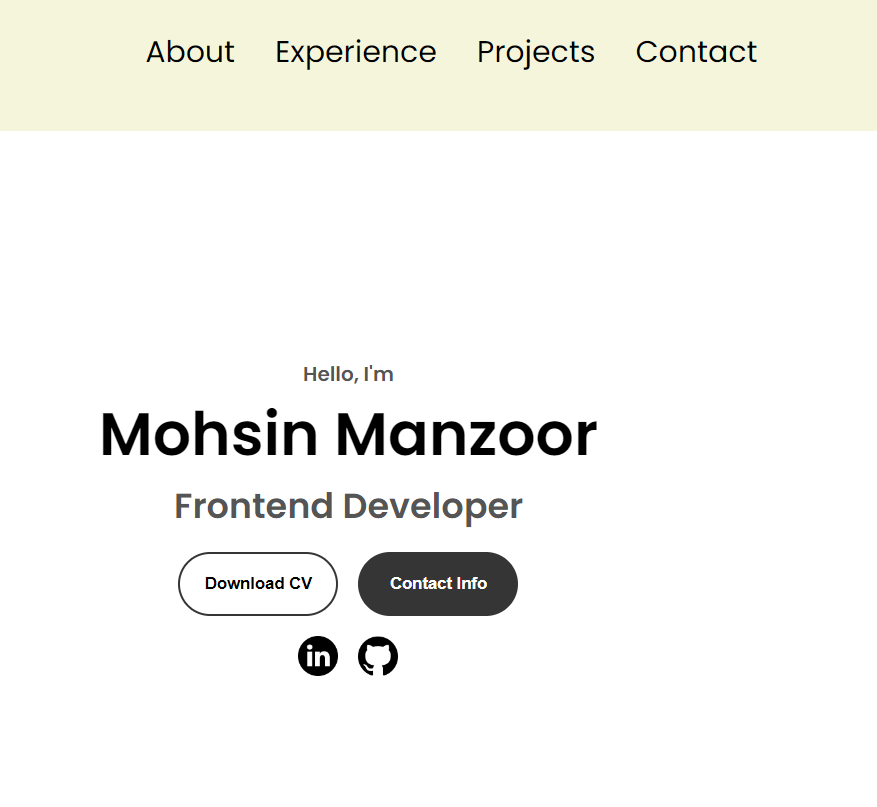 About Experience Projects Contact
Hello, I'm
Mohsin Manzoor
Frontend Developer
Download CV Contact Info
in